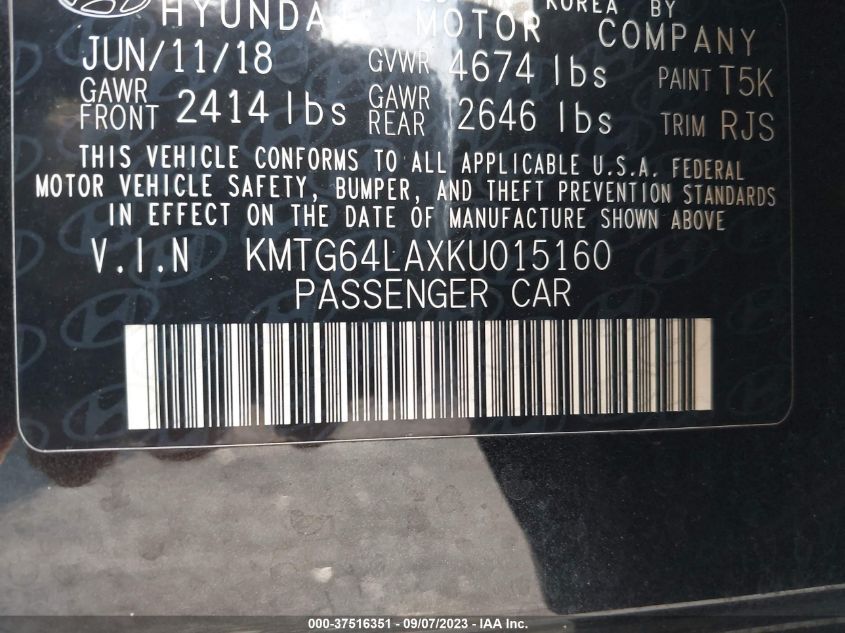 KOREA BY
HYUNDAI MOTOR COMPANY
JUN/11/18 GVWR 4674 lbs PAINT T5K
GAWR FRONT 2414 lbs GAWR REAR 2646 lbs TRIM RJS
THIS VEHICLE CONFORMS TO ALL APPLICABLE U.S.A. FEDERAL
MOTOR VEHICLE SAFETY, BUMPER, AND THEFT PREVENTION STANDARDS
IN EFFECT ON THE DATE OF MANUFACTURE SHOWN ABOVE
V.I.N KMTG64LAXKU015160
PASSENGER CAR
000-37516351 - 09/07/2023 - IAA Inc.